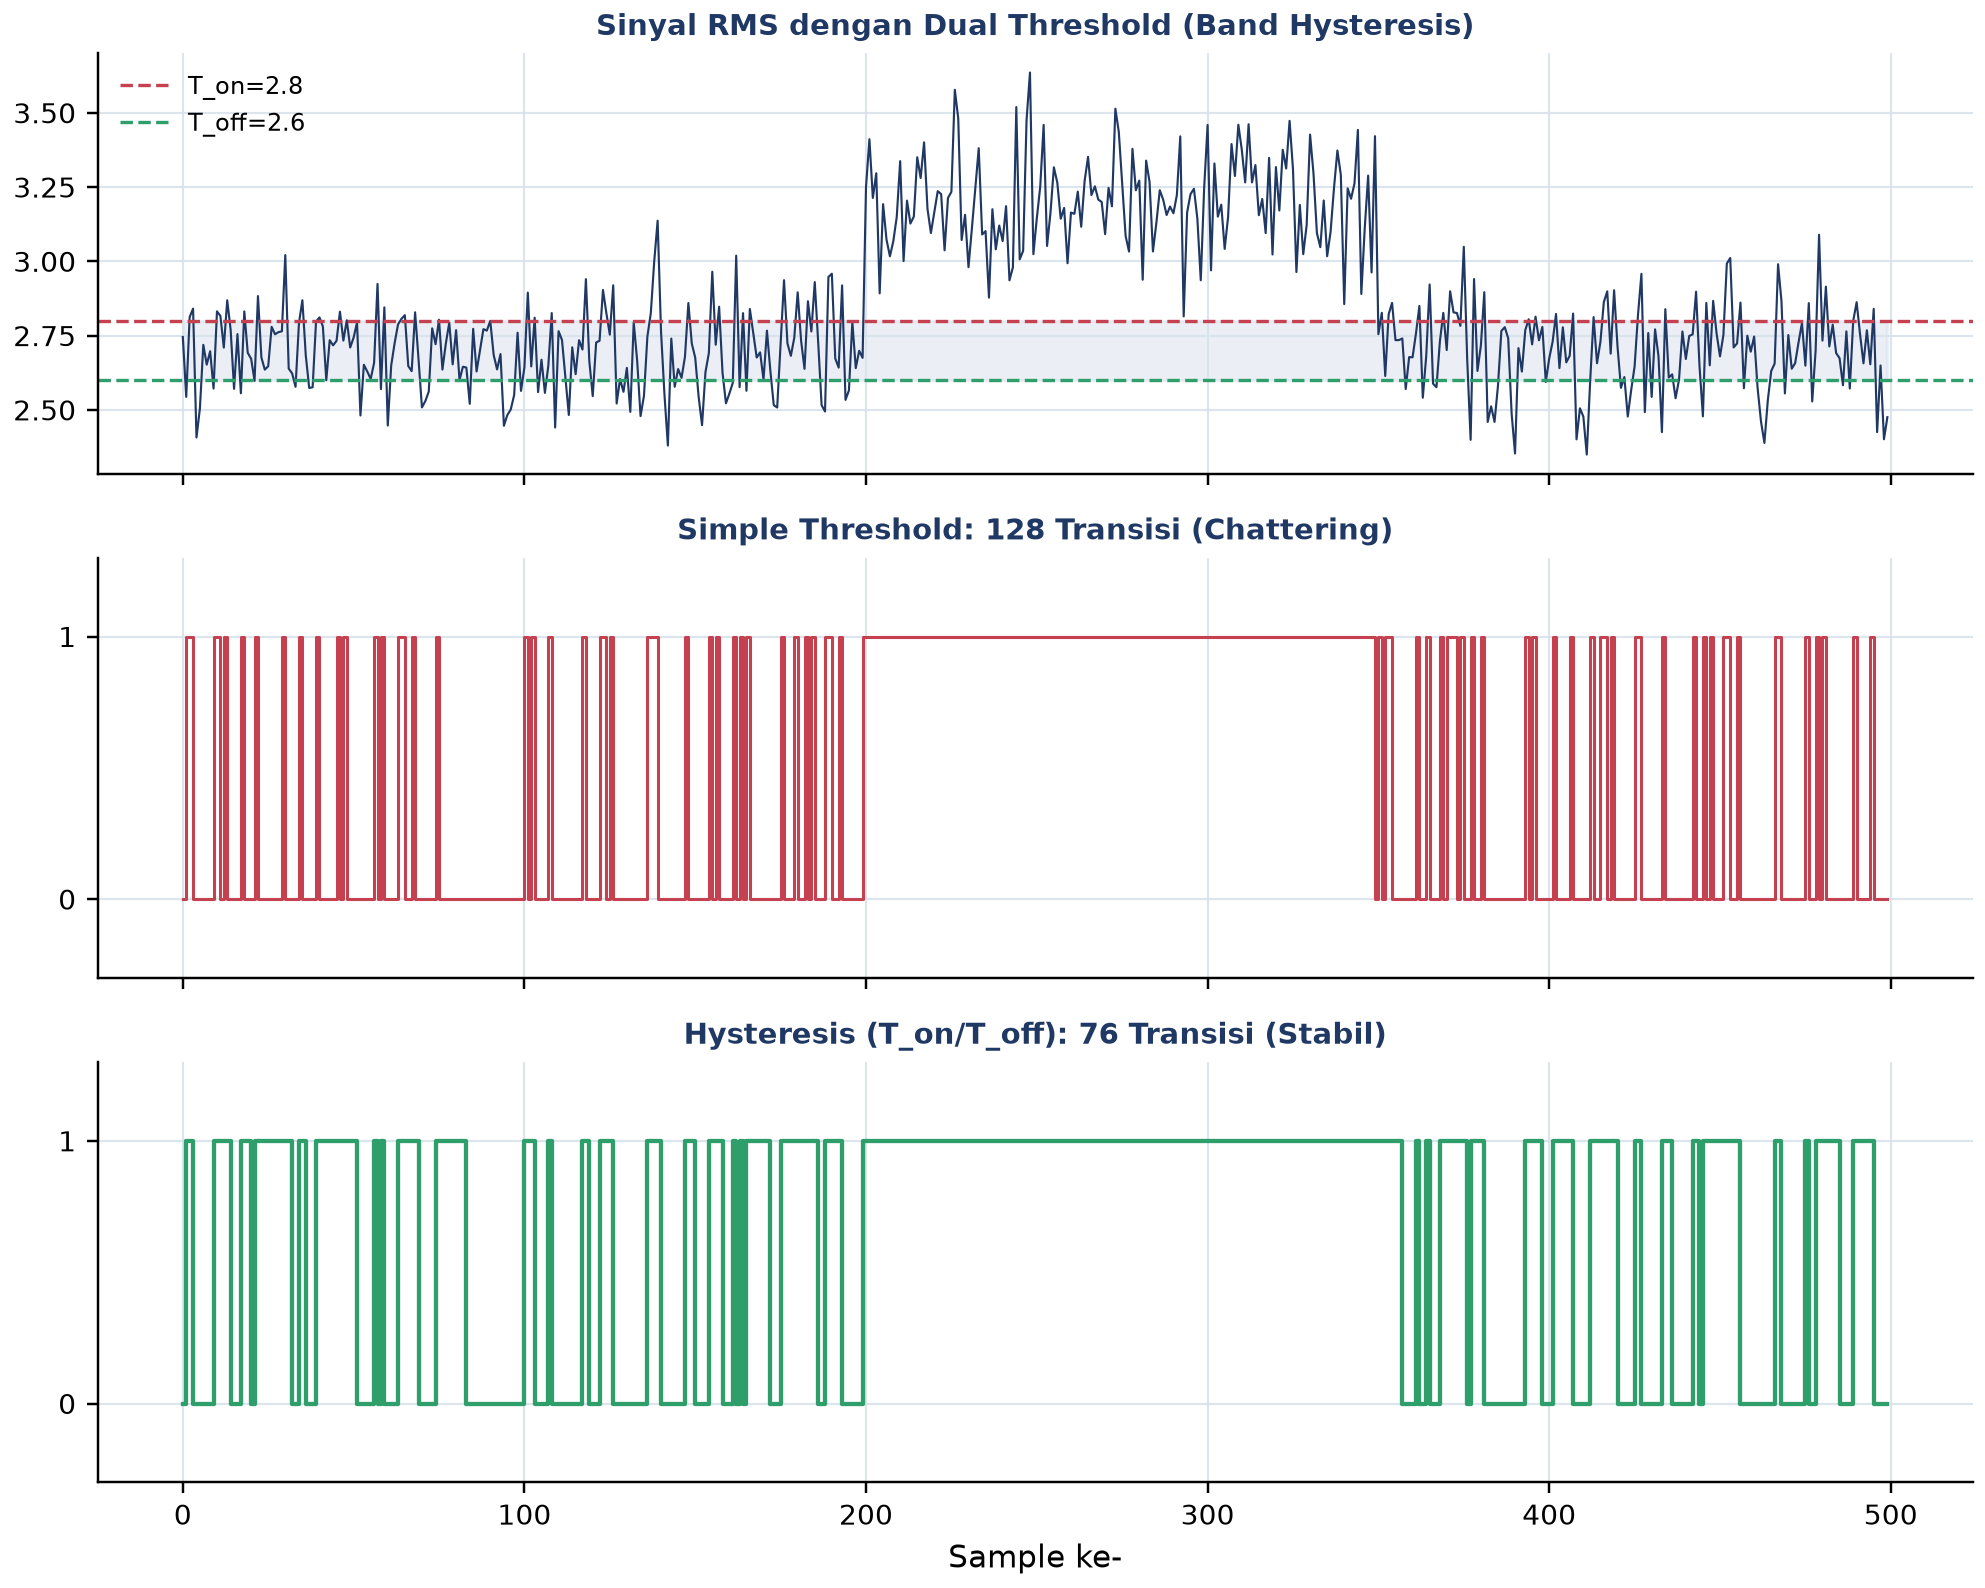 Sinyal RMS dengan Dual Threshold (Band Hysteresis)
T_on=2.8
T_off=2.6
3.50
3.25
3.00
2.75
2.50
Simple Threshold: 128 Transisi (Chattering)
1
0
Hysteresis (T_on/T_off): 76 Transisi (Stabil)
1
0
0 100 200 300 400 500
Sample ke-